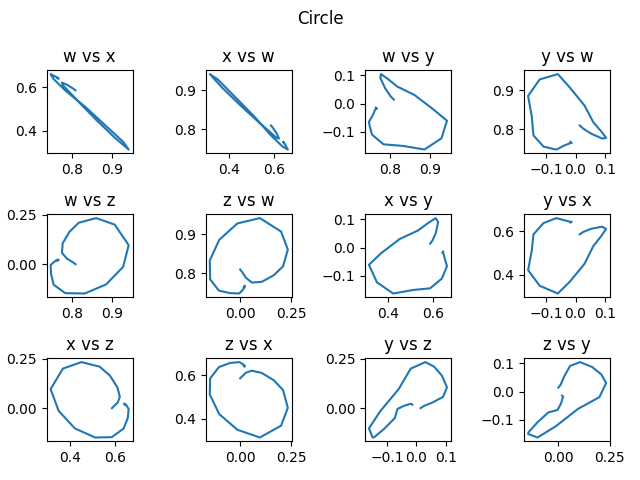 Circle
w vs x
x vs w
w vs y
y vs w
0.6
0.4
0.8 0.9
0.9
0.8
0.4 0.6
0.1
0.0
−0.1
0.8 0.9
0.9
0.8
−0.1 0.0 0.1
w vs z
z vs w
x vs y
y vs x
0.25
0.00
0.8 0.9
0.9
0.8
0.00 0.25
0.1
0.0
−0.1
0.4 0.6
0.6
0.4
−0.1 0.0 0.1
x vs z
z vs x
y vs z
z vs y
0.25
0.00
0.4 0.6
0.6
0.4
0.00 0.25
0.25
0.00
−0.1 0.0 0.1
0.1
0.0
−0.1
0.00 0.25